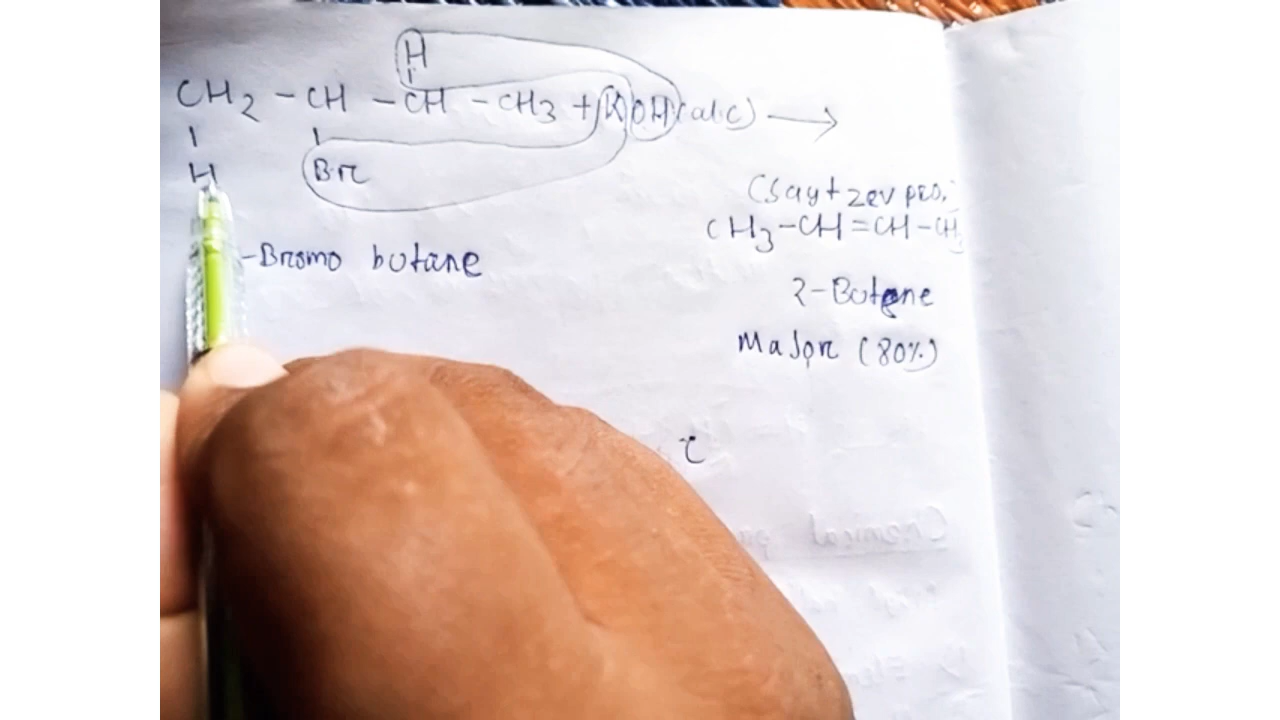 H
CH2 - CH - CH - CH3 + KOH(alc) →
H Br
(Saytzev pro.
CH3-CH=CH-CH3
-Bromo butane
2-Butene
Major (80%)